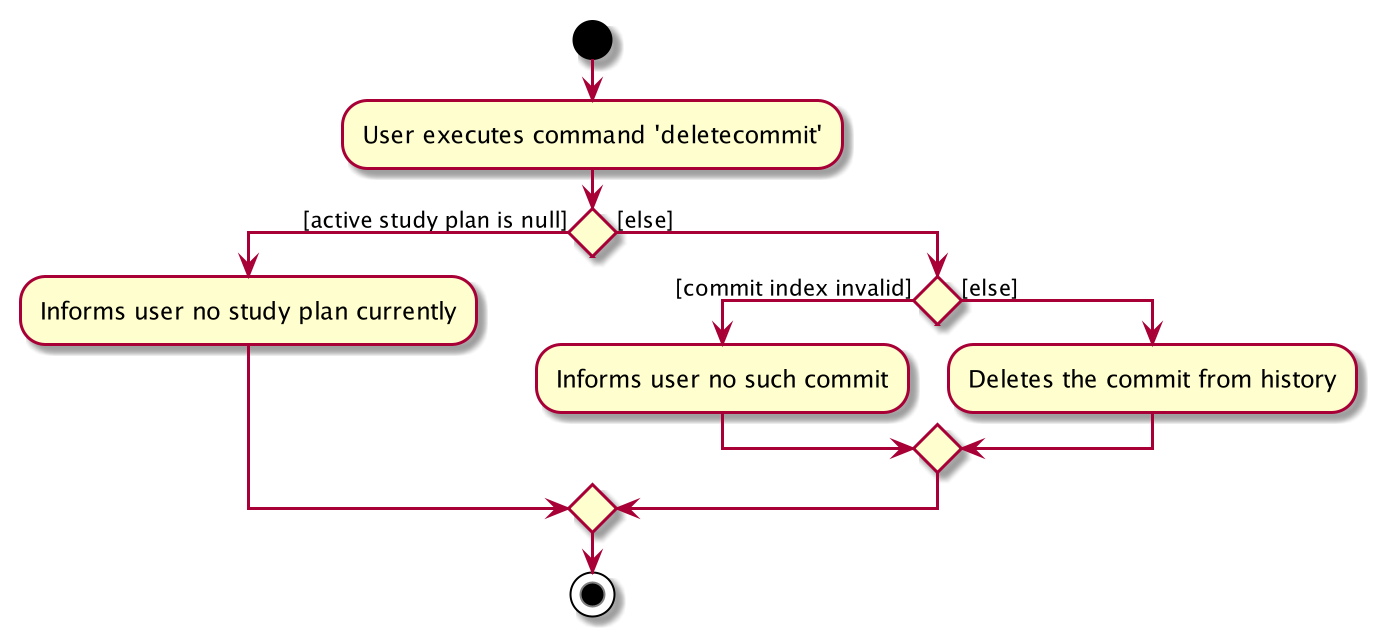 User executes command 'deletecommit'
[active study plan is null]
[else]
Informs user no study plan currently
[commit index invalid]
[else]
Informs user no such commit
Deletes the commit from history